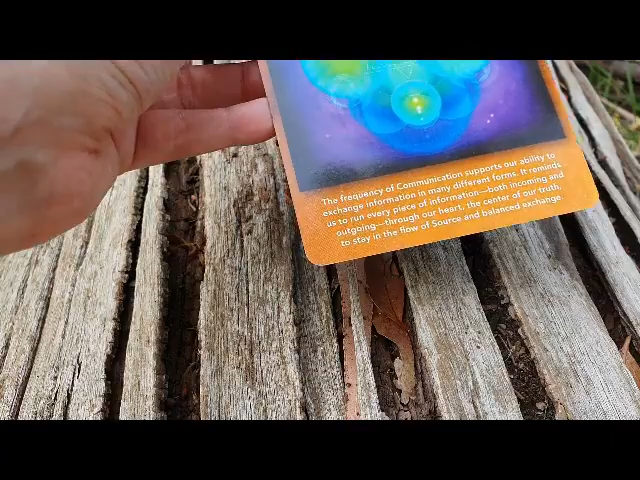 The frequency of Communication supports our ability to
exchange information in many different forms. It reminds
us to run every piece of information—both incoming and
outgoing—through our heart, the center of our truth,
to stay in the flow of Source and balanced exchange.